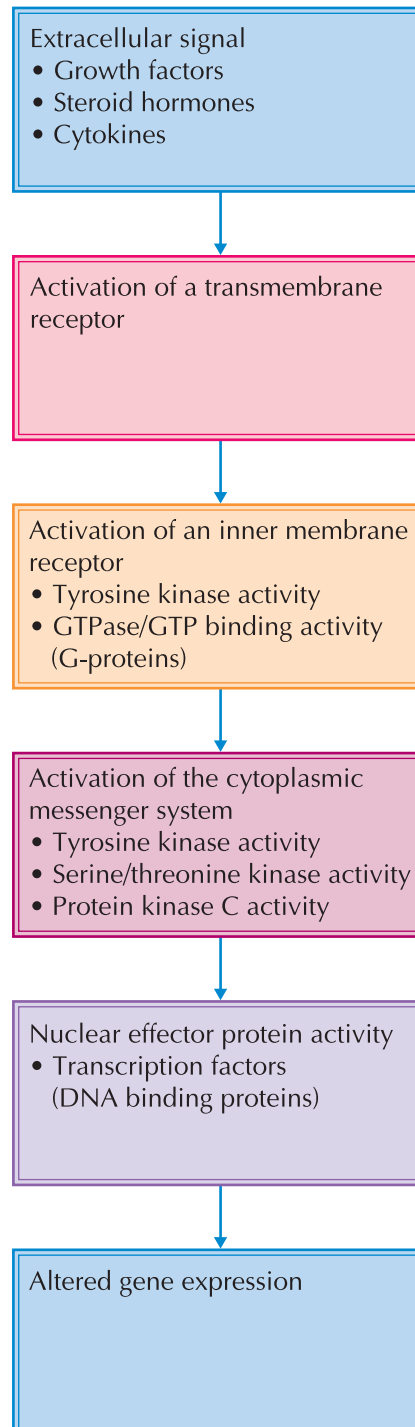 Extracellular signal
• Growth factors
• Steroid hormones
• Cytokines
Activation of a transmembrane
receptor
Activation of an inner membrane
receptor
• Tyrosine kinase activity
• GTPase/GTP binding activity
(G-proteins)
Activation of the cytoplasmic
messenger system
• Tyrosine kinase activity
• Serine/threonine kinase activity
• Protein kinase C activity
Nuclear effector protein activity
• Transcription factors
(DNA binding proteins)
Altered gene expression